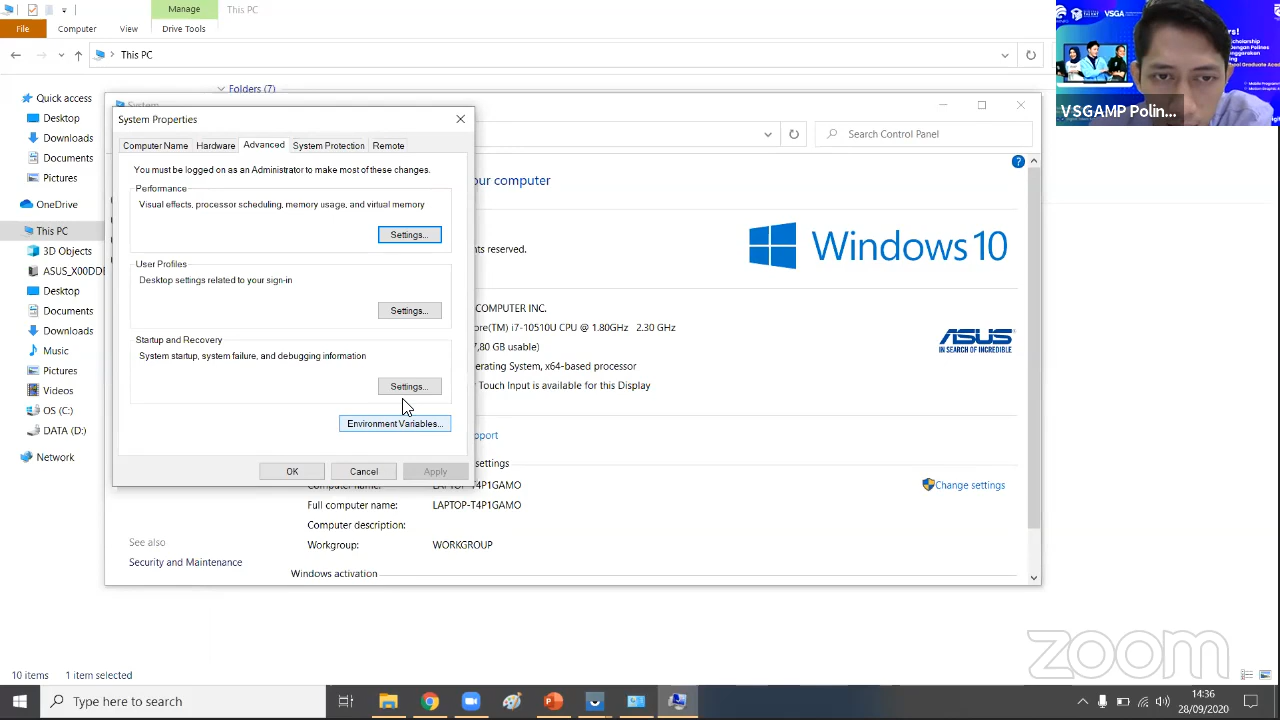 Manage
This PC
File
Computer
View
Drive Tools
This PC
Quick access
Desktop
Downloads
Documents
Pictures
OneDrive
This PC
3D Objects
ASUS_X00DD
Desktop
Documents
Downloads
Music
Pictures
Videos
OS (C:)
DATA (D:)
Network
Folders (7)
System
System Properties
Computer Name
Hardware
Advanced
System Protection
Remote
You must be logged on as an Administrator to make most of these changes.
Performance
Visual effects, processor scheduling, memory usage, and virtual memory
Settings...
User Profiles
Desktop settings related to your sign-in
Settings...
Startup and Recovery
System startup, system failure, and debugging information
Settings...
Environment Variables...
OK
Cancel
Apply
Search Control Panel
our computer
nts reserved.
Windows 10
COMPUTER INC.
ore(TM) i7-10510U CPU @ 1.80GHz 2.30 GHz
7,80 GB usable)
erating System, x64-based processor
Touch Input is available for this Display
ASUS
IN SEARCH OF INCREDIBLE
pport
settings
Computer name:
LAPTOP-T4P1GAMO
Change settings
Full computer name:
LAPTOP-T4P1GAMO
Computer description:
Workgroup:
WORKGROUP
See also
Security and Maintenance
Windows activation
VSGA
VSGAMP Polin...
zoom
10 items
1 item selected
Type here to search
14:36
28/09/2020